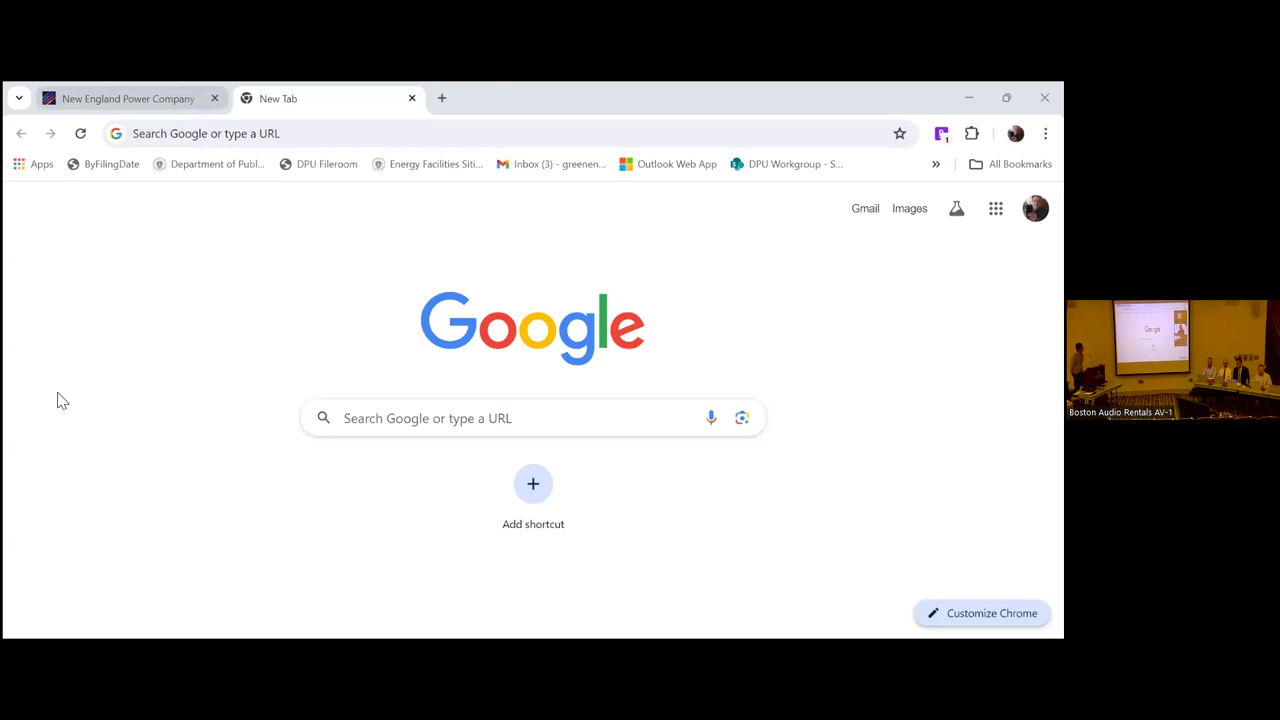 New England Power Company
New Tab
Search Google or type a URL
Apps
ByFilingDate
Department of Publ...
DPU Fileroom
Energy Facilities Siti...
Inbox (3) - greenen...
Outlook Web App
DPU Workgroup - S...
All Bookmarks
Gmail
Images
Google
Search Google or type a URL
Add shortcut
Customize Chrome
Google
Boston Audio Rentals AV-1